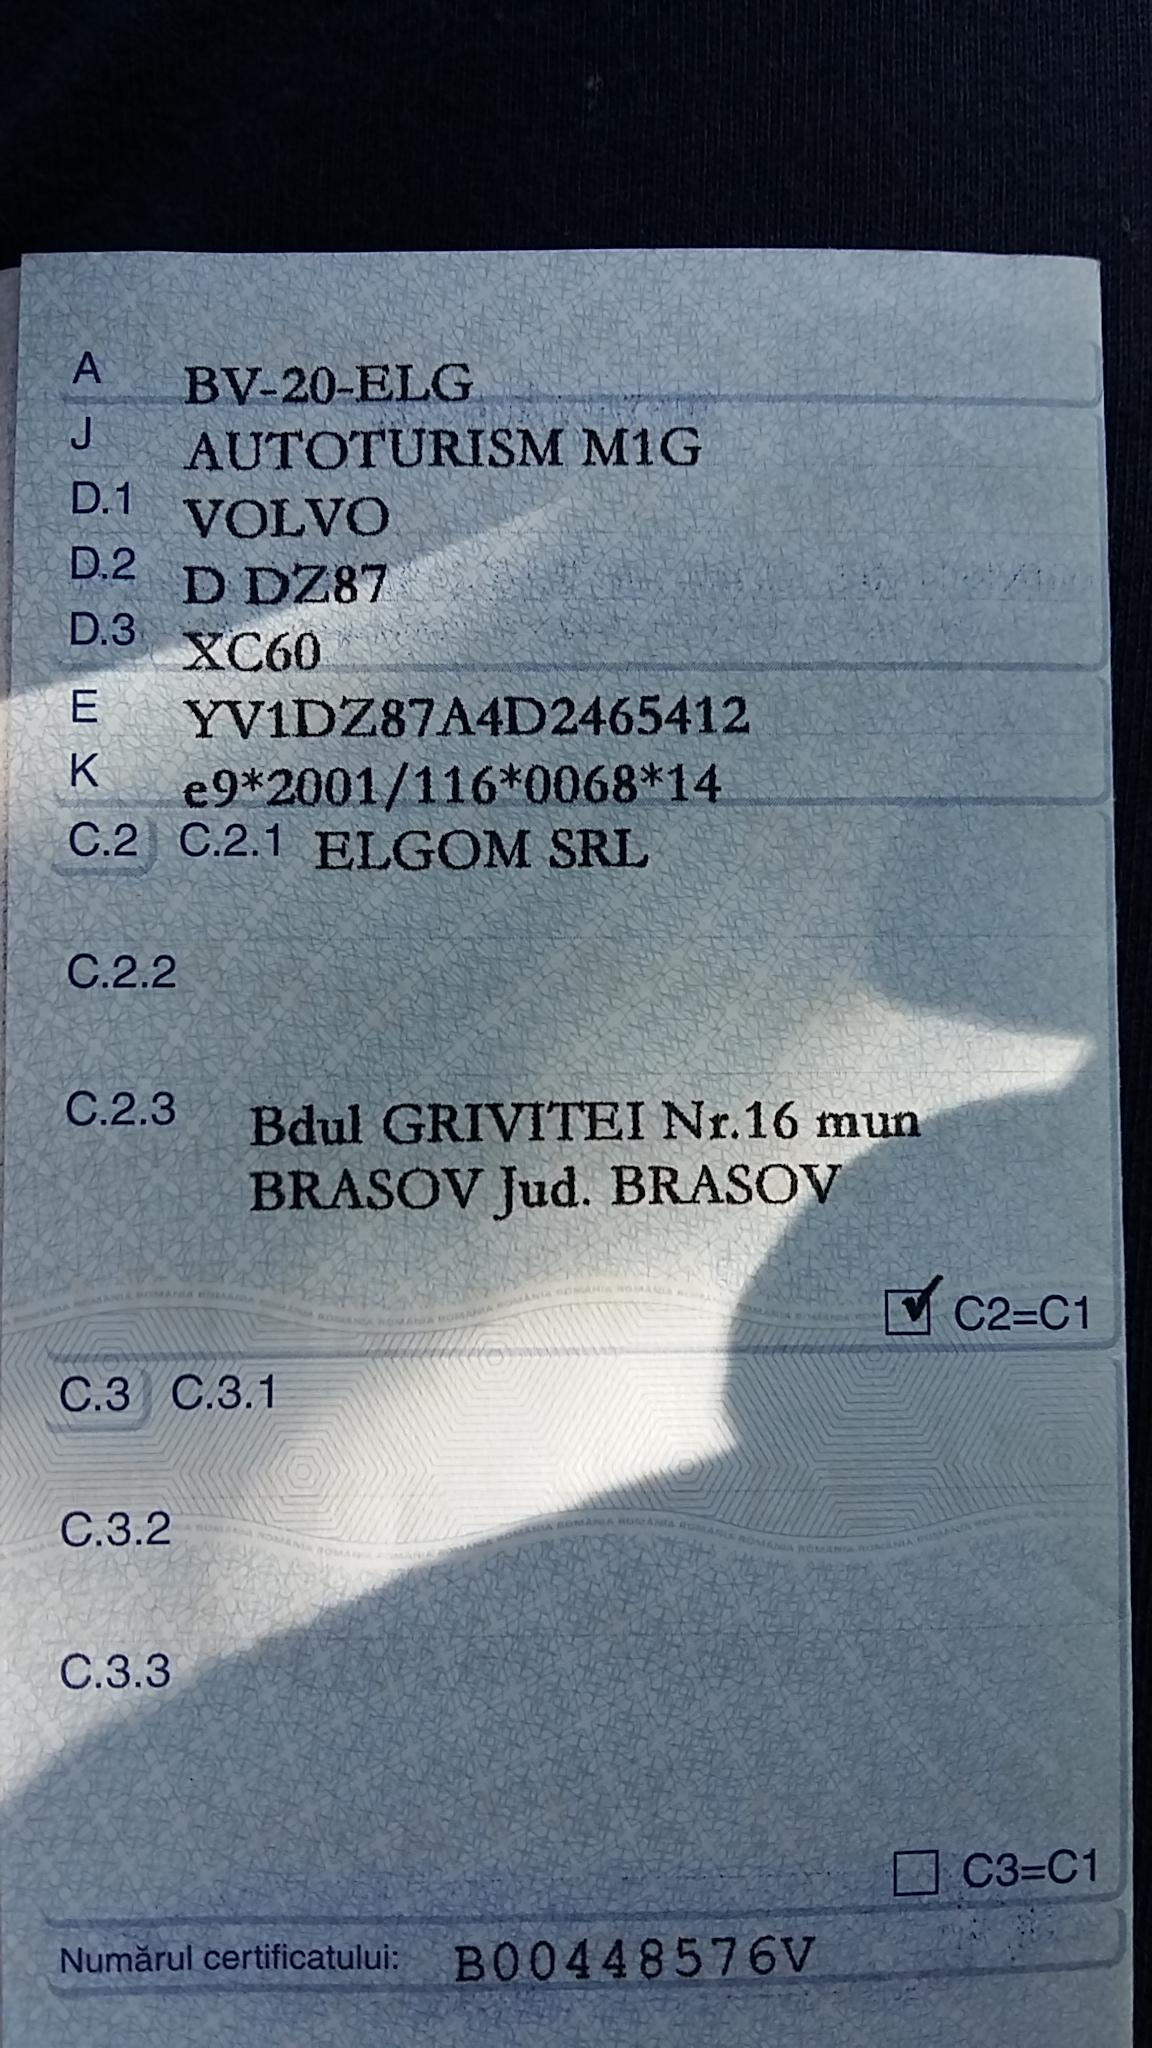 A BV-20-ELG
J AUTOTURISM M1G
D.1 VOLVO
D.2 D DZ87
D.3 XC60
E YV1DZ87A4D2465412
K e9*2001/116*0068*14
C.2 C.2.1 ELGOM SRL
C.2.2
C.2.3 Bdul GRIVITEI Nr.16 mun
BRASOV Jud. BRASOV
C2=C1
C.3 C.3.1
C.3.2
C.3.3
C3=C1
Numărul certificatului: B00448576V